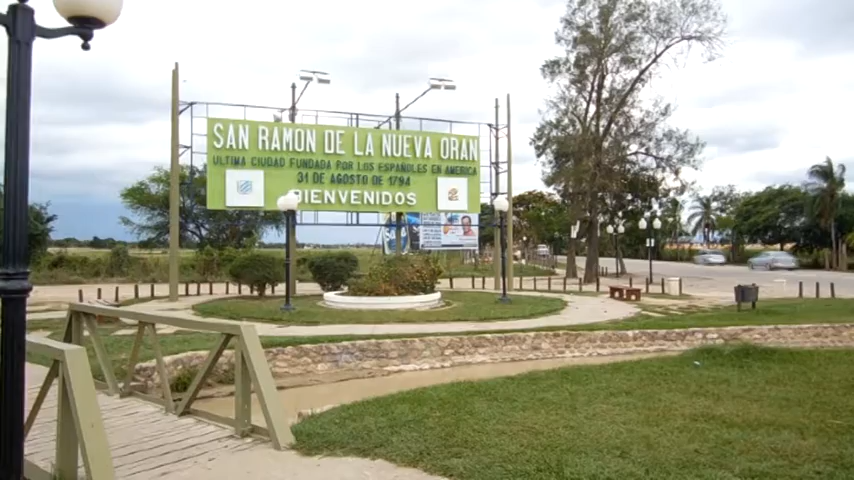 SAN RAMON DE LA NUEVA ORAN
ULTIMA CIUDAD FUNDADA POR LOS ESPAÑOLES EN AMERICA
31 DE AGOSTO DE 1794
BIENVENIDOS